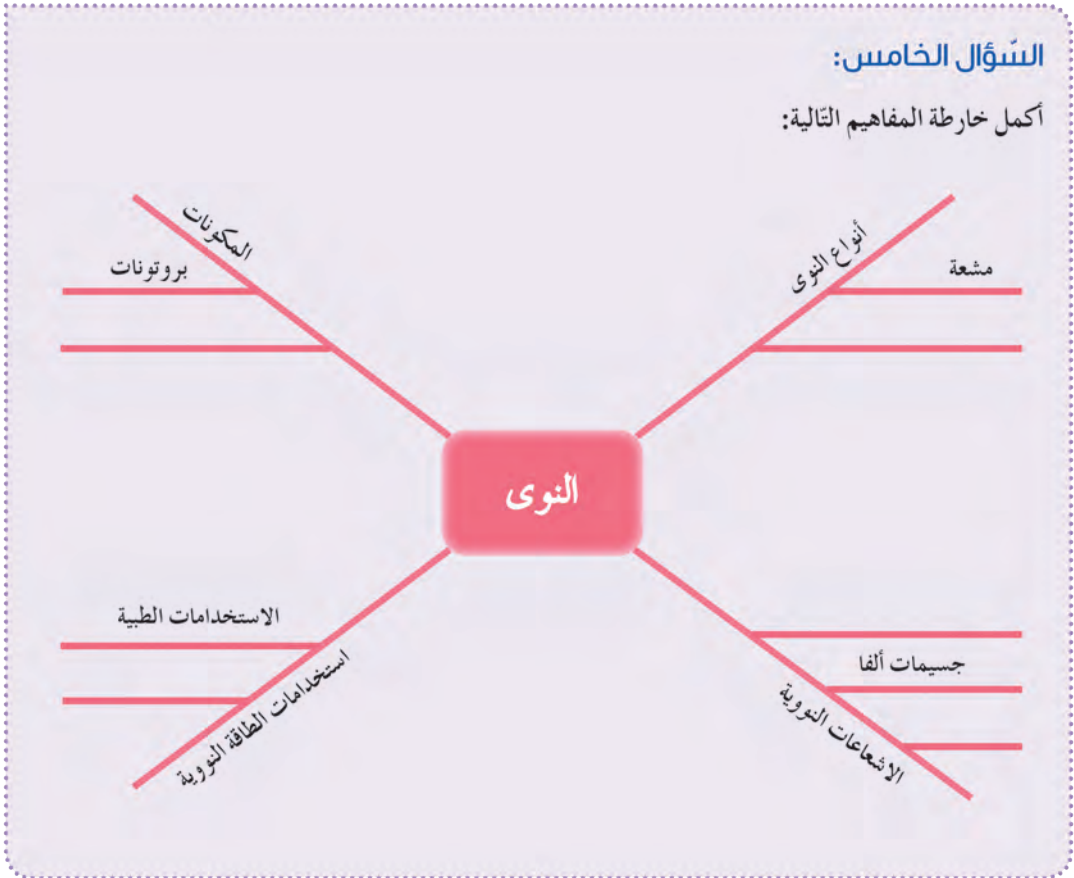 السّؤال الخامس:
أكمل خارطة المفاهيم التّالية:
أنواع النوى
مشعة
المكونات
بروتونات
النوى
جسيمات ألفا
الاشعاعات النووية
الاستخدامات الطبية
استخدامات الطاقة النووية